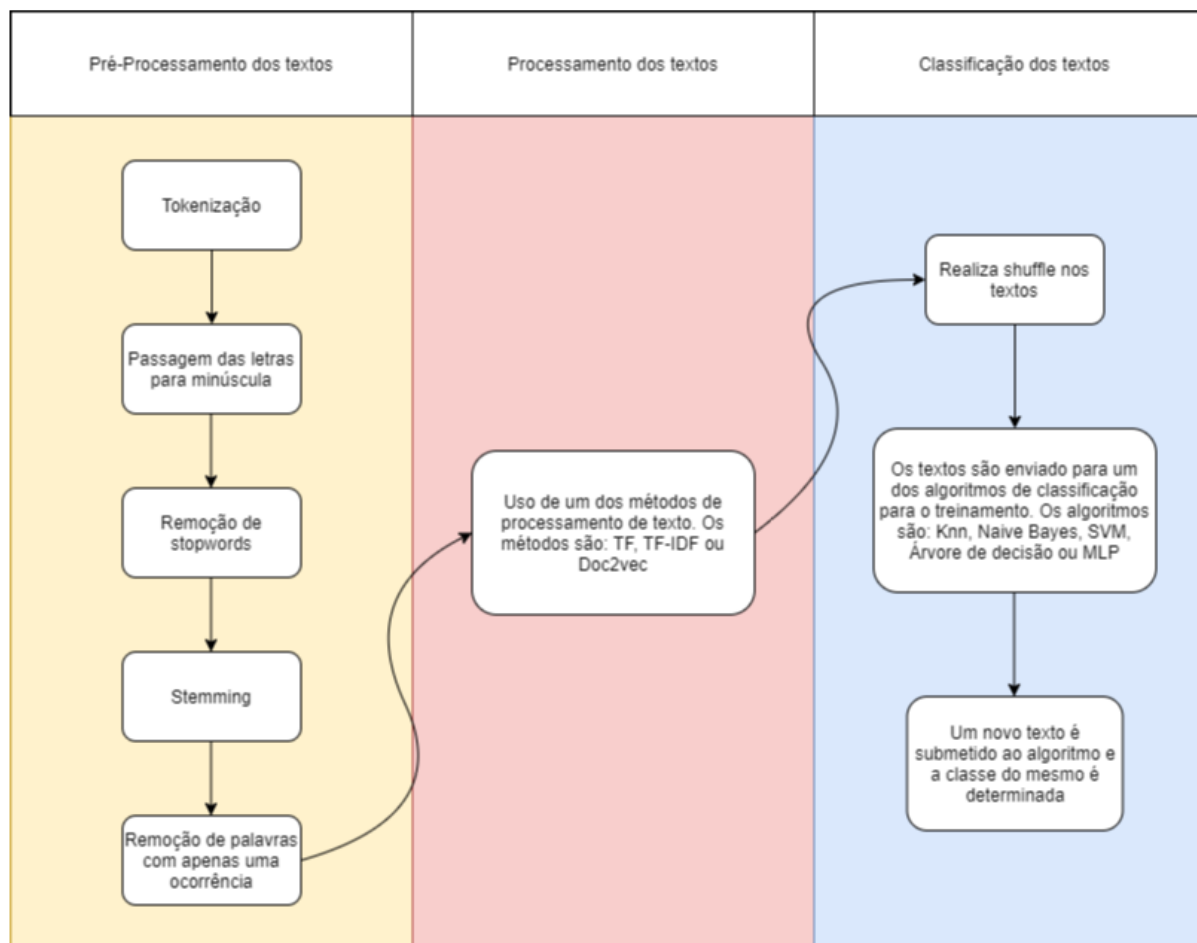 Pré-Processamento dos textos
Processamento dos textos
Classificação dos textos
Tokenização
Passagem das letras
para minúscula
Remoção de
stopwords
Stemming
Remoção de palavras
com apenas uma
ocorrência
Uso de um dos métodos de
processamento de texto. Os
métodos são: TF, TF-IDF ou
Doc2vec
Realiza shuffle nos
textos
Os textos são enviado para um
dos algoritmos de classificação
para o treinamento. Os algoritmos
são: Knn, Naive Bayes, SVM,
Árvore de decisão ou MLP
Um novo texto é
submetido ao algoritmo e
a classe do mesmo é
determinada